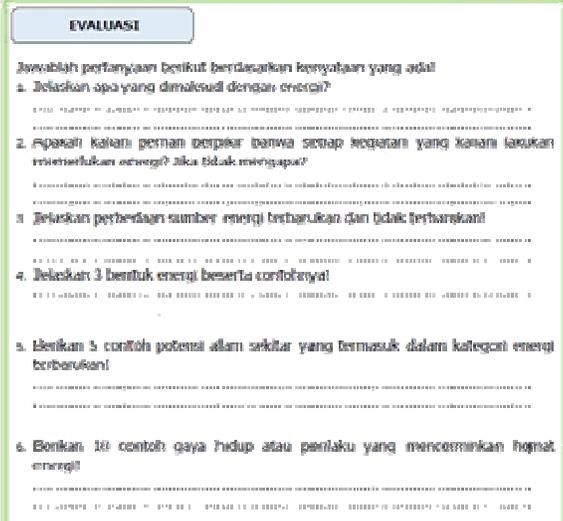 EVALUASI
Jawablah pertanyaan berikut berdasarkan kenyataan yang ada!
1. Jelaskan apa yang dimaksud dengan energi?
2. Apakah kalian pernah berpikir bahwa setiap kegiatan yang kalian lakukan
memerlukan energi? Jika tidak mengapa?
3. Jelaskan perbedaan sumber energi terbarukan dan tidak terbarukan!
4. Jelaskan 3 bentuk energi beserta contohnya!
5. Berikan 5 contoh potensi alam sekitar yang termasuk dalam kategori energi
terbarukan!
6. Berikan 10 contoh gaya hidup atau perilaku yang mencerminkan hemat
energi!